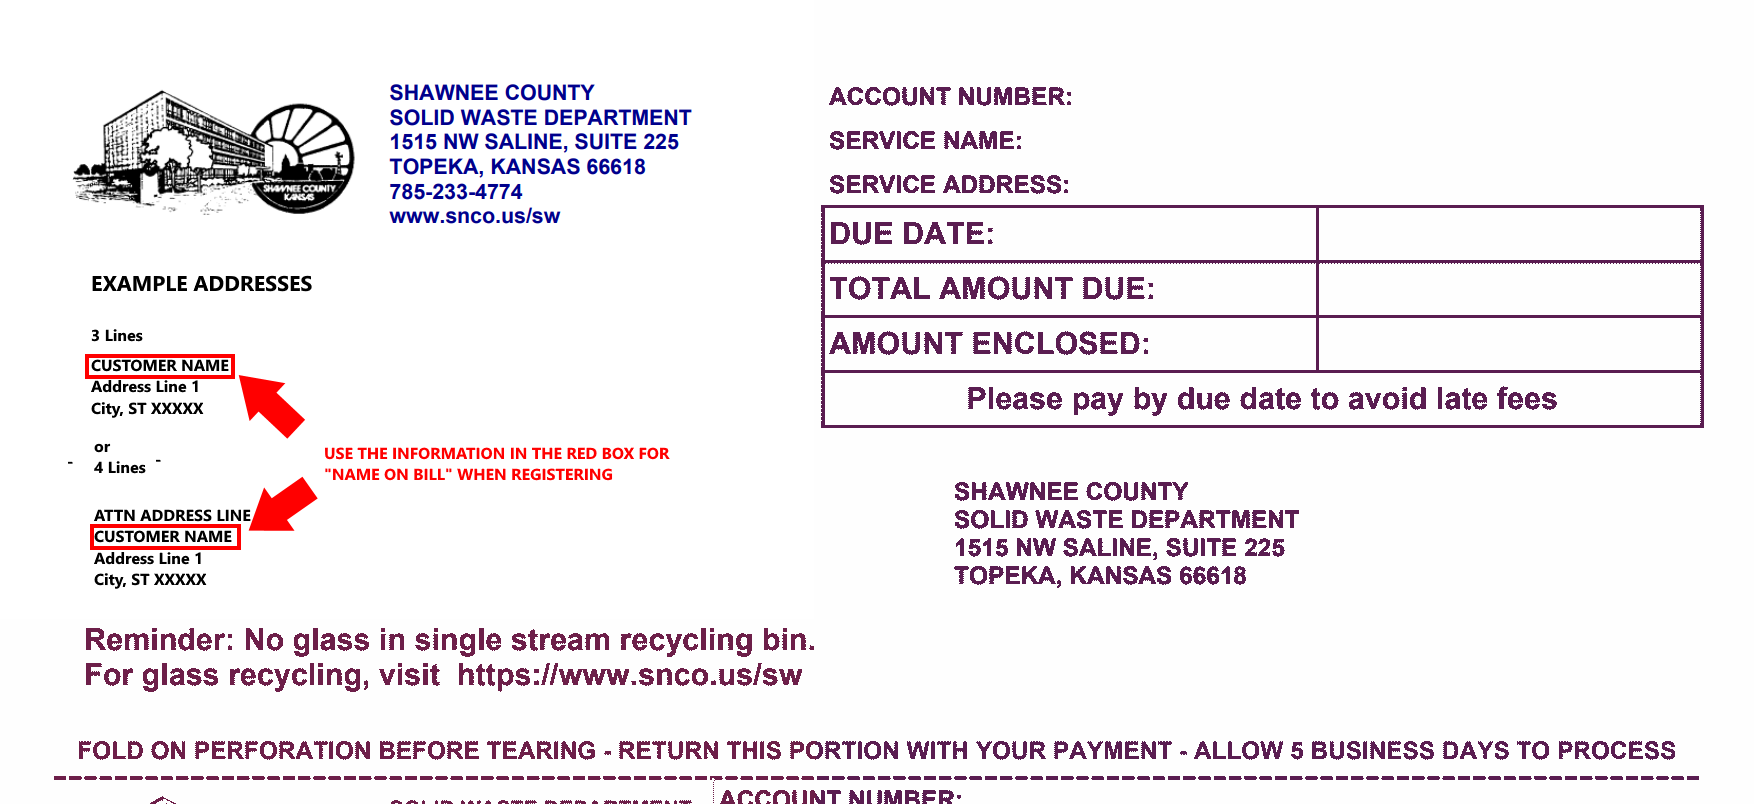 SHAWNEE COUNTY
SOLID WASTE DEPARTMENT
1515 NW SALINE, SUITE 225
TOPEKA, KANSAS 66618
785-233-4774
www.snco.us/sw
SHAWNEE COUNTY
KANSAS
ACCOUNT NUMBER:
SERVICE NAME:
SERVICE ADDRESS:
DUE DATE:
TOTAL AMOUNT DUE:
AMOUNT ENCLOSED:
Please pay by due date to avoid late fees
EXAMPLE ADDRESSES
3 Lines
CUSTOMER NAME
Address Line 1
City, ST XXXXX
or
- 4 Lines -
ATTN ADDRESS LINE
CUSTOMER NAME
Address Line 1
City, ST XXXXX
USE THE INFORMATION IN THE RED BOX FOR
"NAME ON BILL" WHEN REGISTERING
SHAWNEE COUNTY
SOLID WASTE DEPARTMENT
1515 NW SALINE, SUITE 225
TOPEKA, KANSAS 66618
Reminder: No glass in single stream recycling bin.
For glass recycling, visit https://www.snco.us/sw
FOLD ON PERFORATION BEFORE TEARING - RETURN THIS PORTION WITH YOUR PAYMENT - ALLOW 5 BUSINESS DAYS TO PROCESS
SOLID WASTE DEPARTMENT
ACCOUNT NUMBER: